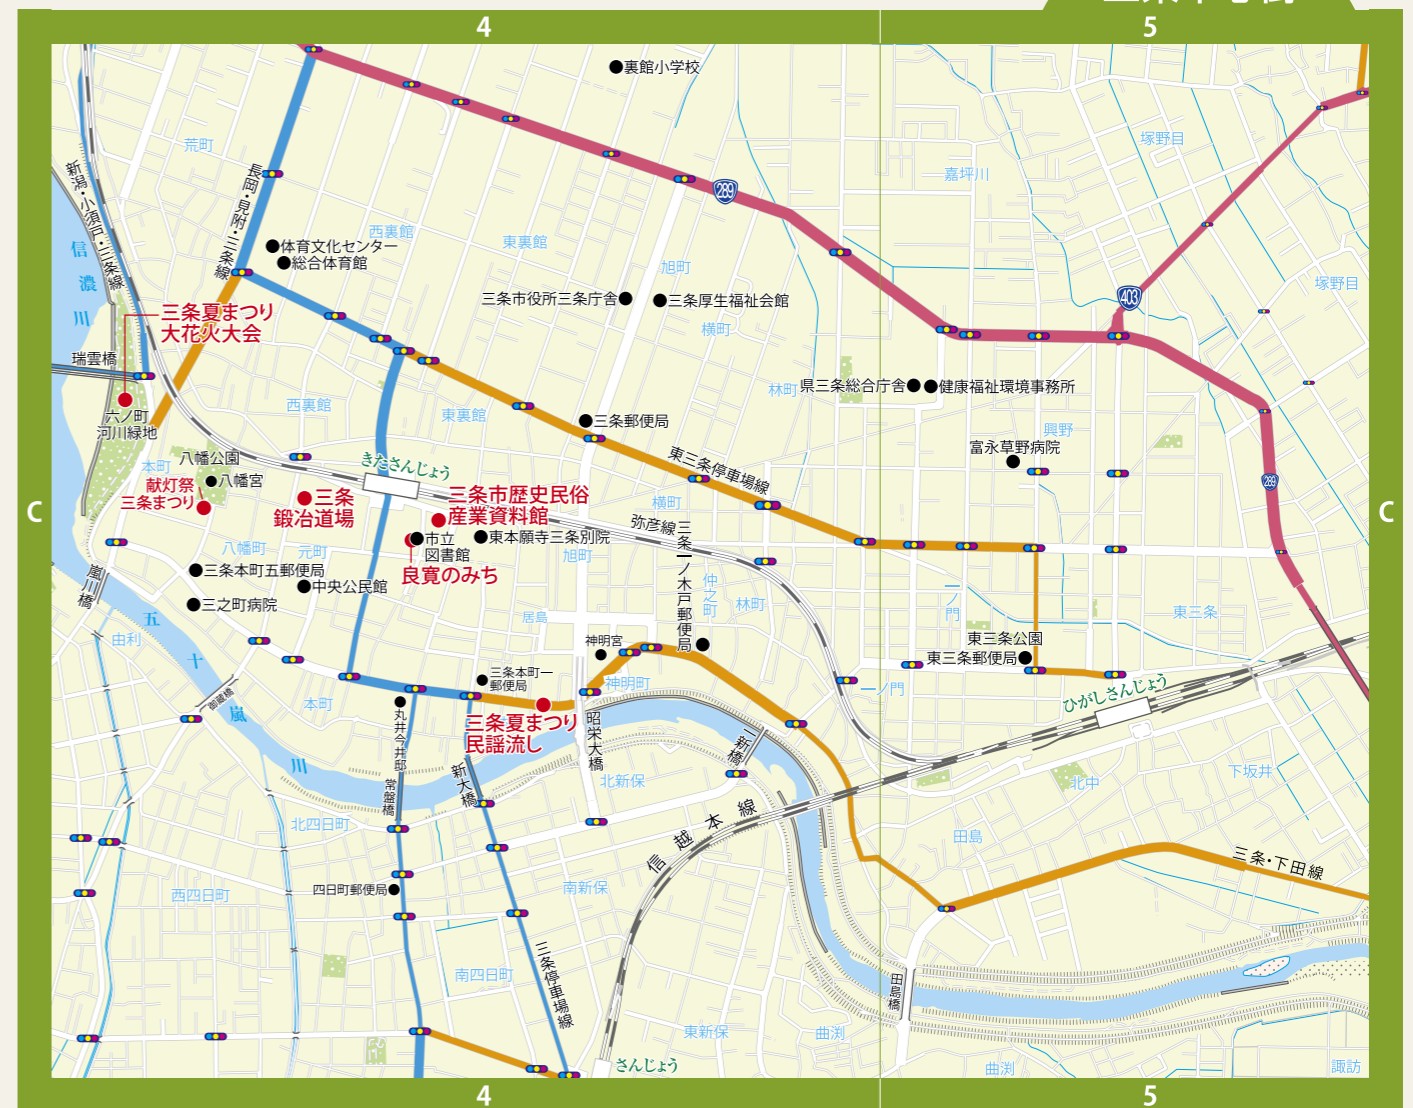 4
5
裏館小学校
荒町
塚野目
嘉坪川
289
新潟・小須戸・三条線
長岡・見附・三条線
西裏館
東裏館
体育文化センター
総合体育館
旭町
信濃川
塚野目
403
三条市役所三条庁舎
三条厚生福祉会館
三条夏まつり
大花火大会
横町
瑞雲橋
林町
県三条総合庁舎
健康福祉環境事務所
六ノ町
河川緑地
西裏館
東裏館
三条郵便局
興野
富永草野病院
本町
八幡公園
八幡宮
きたさんじょう
東三条停車場線
献灯祭
三条まつり
三条
鍛冶道場
三条市歴史民俗
産業資料館
横町
289
C
C
弥彦線
市立
図書館
東本願寺三条別院
旭町
八幡町
元町
良寛のみち
三条一ノ木戸郵便局
三条本町五郵便局
中央公民館
三之町病院
仲之町
林町
一ノ門
東三条
嵐川橋
居島
神明宮
東三条公園
東三条郵便局
由利
五十嵐川
三条本町一
郵便局
神明町
一ノ門
ひがしさんじょう
御蔵橋
本町
丸井今井邸
三条夏まつり
民謡流し
昭栄大橋
一新橋
常盤橋
新大橋
北新保
北中
下坂井
北四日町
信越本線
田島
三条・下田線
西四日町
四日町郵便局
南新保
南四日町
三条停車場線
田島橋
東新保
曲渕
曲渕
さんじょう
諏訪
4
5